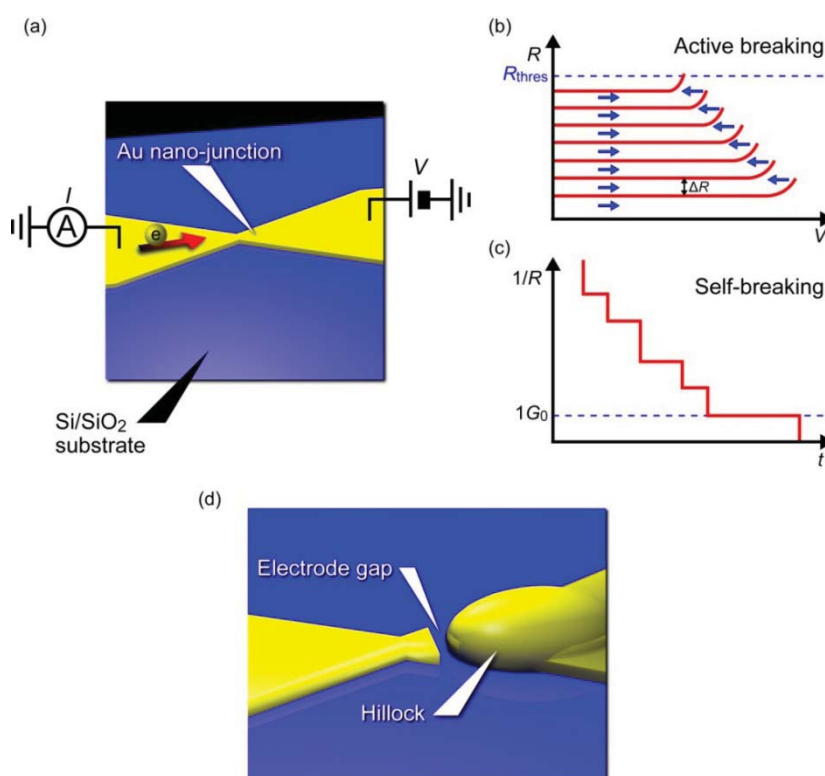 (a)
Au nano-junction
I
A
e
V
Si/SiO₂
substrate
(b)
R
Active breaking
Rthres
ΔR
V
(c)
1/R
Self-breaking
1G₀
t
(d)
Electrode gap
Hillock